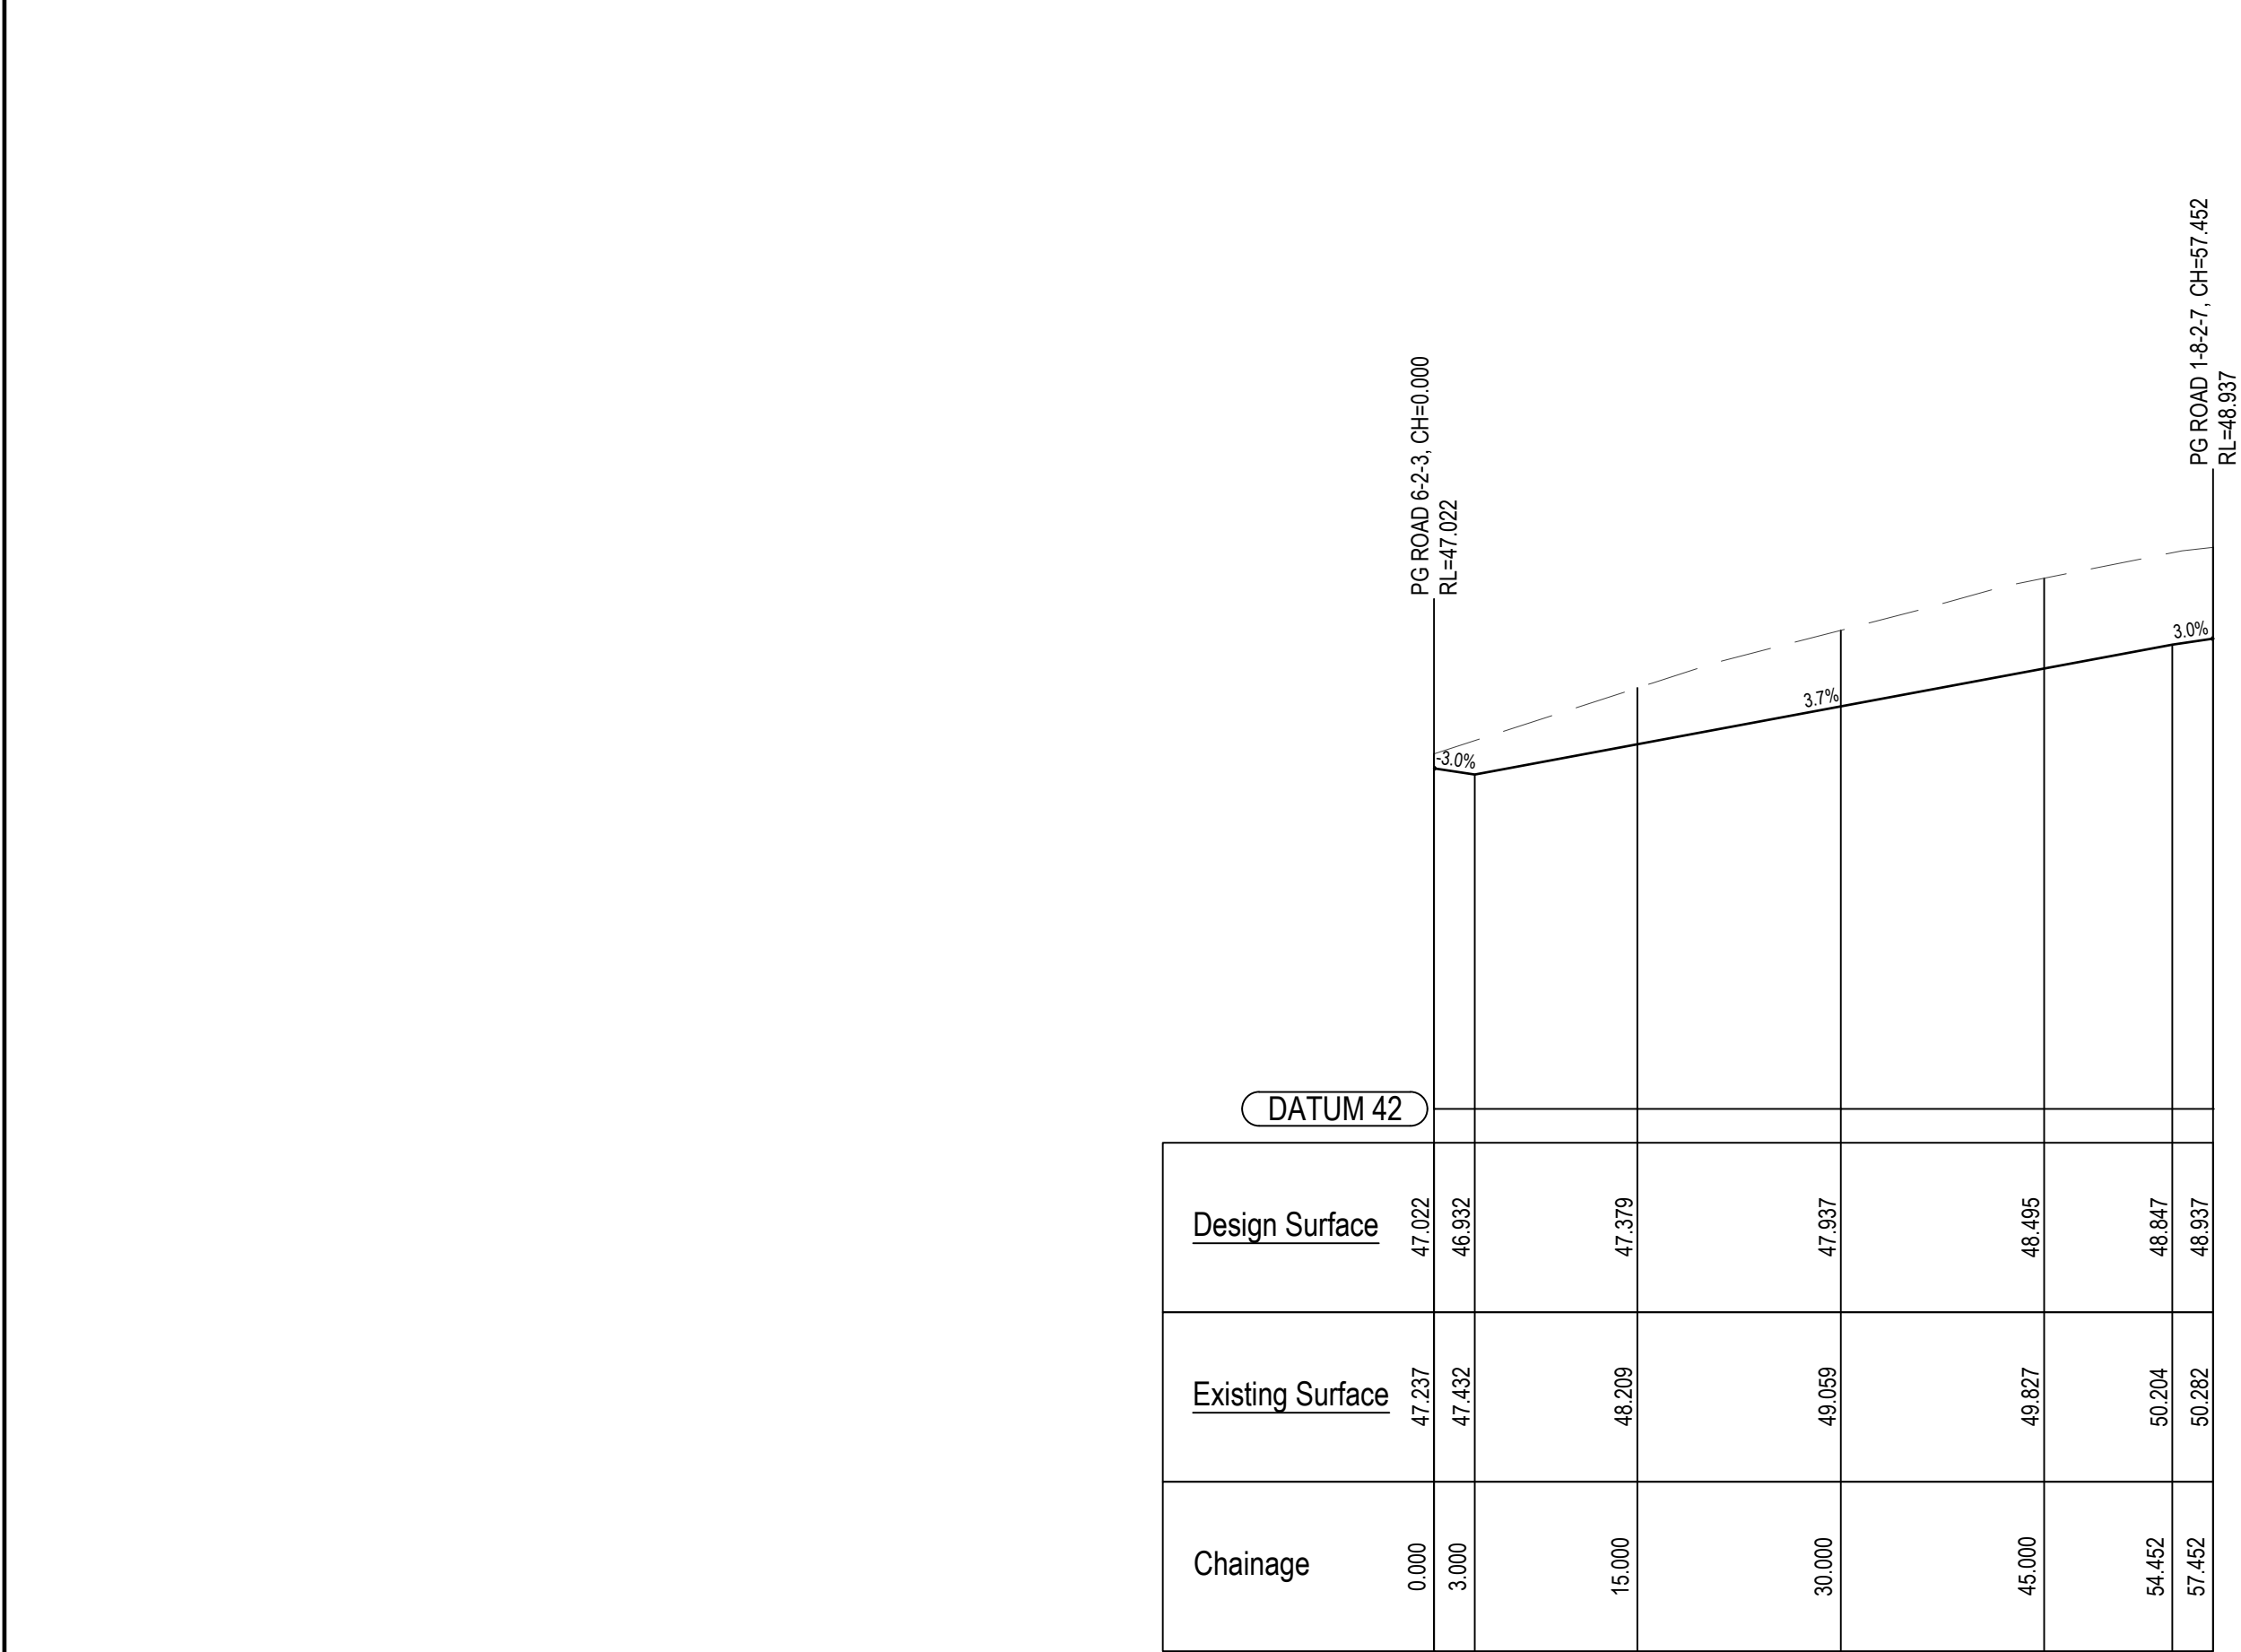 PG ROAD 6-2-3, CH=0.000
RL=47.022
PG ROAD 1-8-2-7, CH=57.452
RL=48.937
-3.0%
3.7%
3.0%
DATUM 42
Design Surface 47.022 46.932 47.379 47.937 48.495 48.847 48.937
Existing Surface 47.237 47.432 48.209 49.059 49.827 50.204 50.282
Chainage 0.000 3.000 15.000 30.000 45.000 54.452 57.452